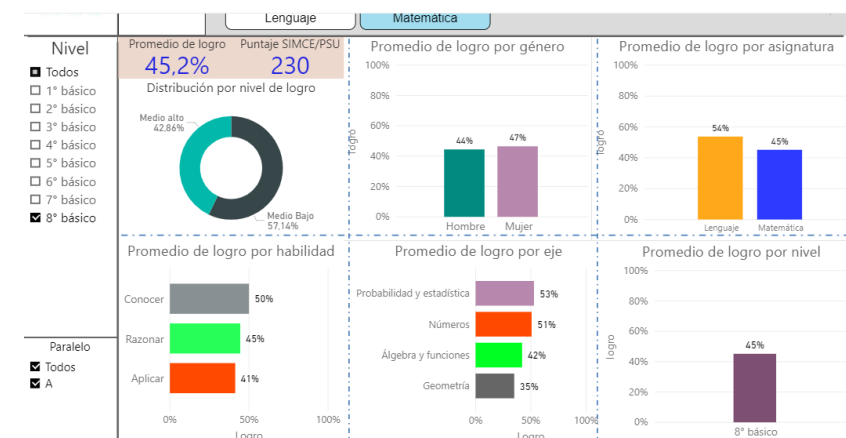 Lenguaje
Matemática
Nivel
Todos
1° básico
2° básico
3° básico
4° básico
5° básico
6° básico
7° básico
8° básico
Paralelo
Todos
A
Promedio de logro
45,2%
Puntaje SIMCE/PSU
230
Distribución por nivel de logro
Medio alto
42,86%
Medio Bajo
57,14%
Promedio de logro por género
100%
80%
60%
40%
20%
0%
logro
44%
47%
Hombre
Mujer
Promedio de logro por asignatura
100%
80%
60%
40%
20%
0%
logro
54%
45%
Lenguaje
Matemática
Promedio de logro por habilidad
Conocer
50%
Razonar
45%
Aplicar
41%
0%
50%
100%
Logro
Promedio de logro por eje
Probabilidad y estadística
53%
Números
51%
Álgebra y funciones
42%
Geometría
35%
0%
50%
100%
Logro
Promedio de logro por nivel
100%
80%
60%
40%
20%
0%
logro
45%
8° básico